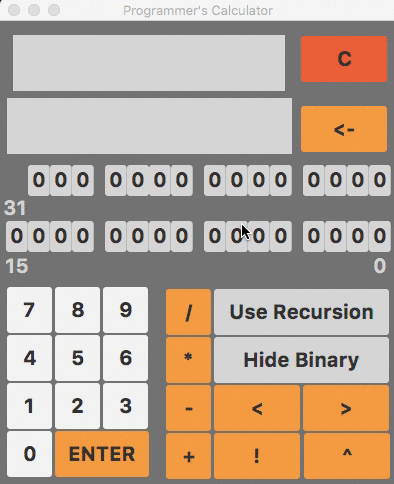 Programmer's Calculator
C
<-
0 0 0 0 0 0 0 0 0 0 0 0 0 0 0
31
0 0 0 0 0 0 0 0 0 0 0 0 0 0 0 0
15 0
7 8 9 / Use Recursion
4 5 6 * Hide Binary
1 2 3 - < >
0 ENTER + ! ^